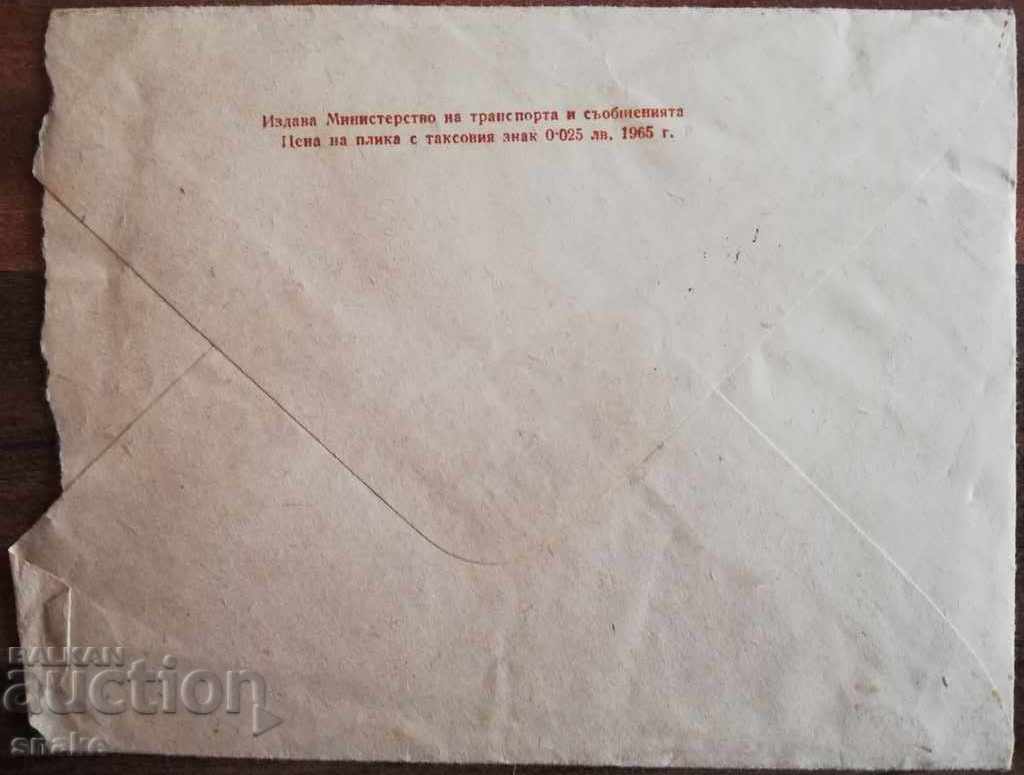 Издава Министерство на транспорта и съобщенията
Цена на плика с таксовия знак 0·025 лв. 1965 г.
BALKAN
auction
snake